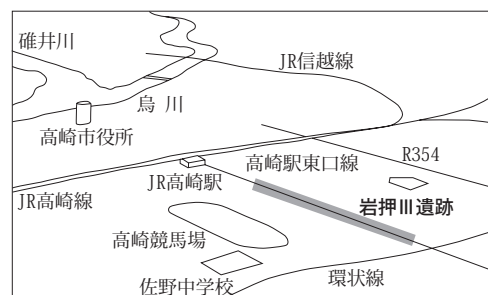 碓井川
JR信越線
烏 川
高崎市役所
高崎駅東口線
R354
JR高崎駅
JR高崎線
岩押Ⅲ遺跡
高崎競馬場
環状線
佐野中学校